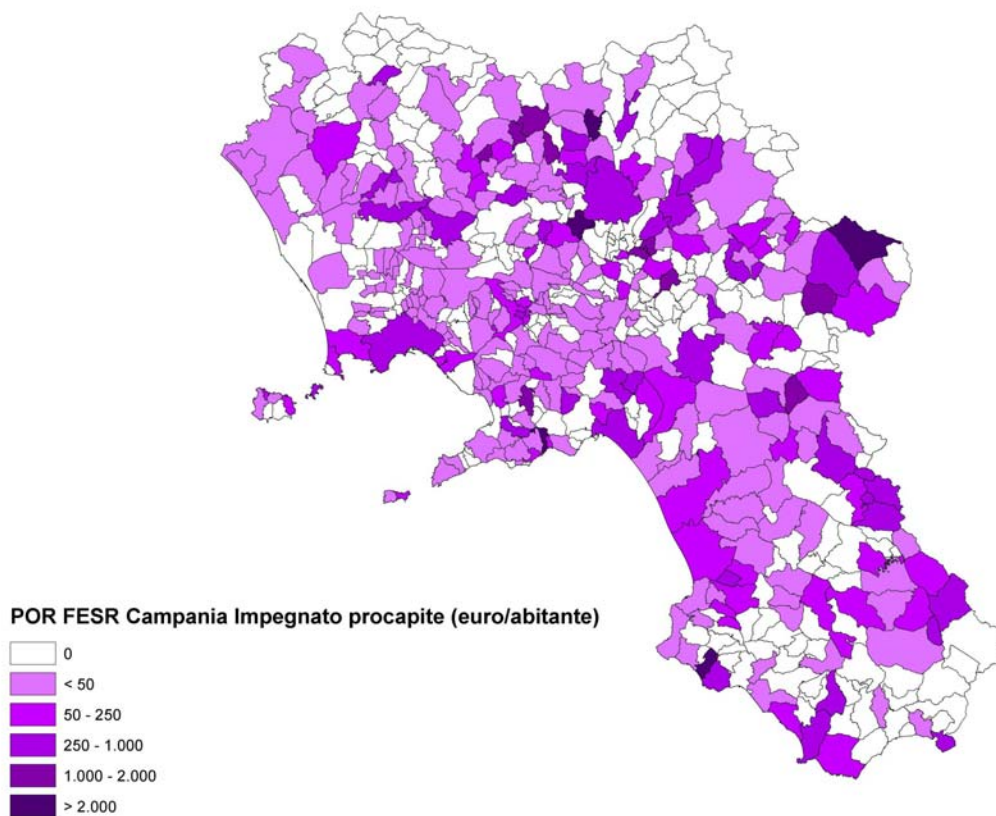 POR FESR Campania Impegnato procapite (euro/abitante)
0
< 50
50 - 250
250 - 1.000
1.000 - 2.000
> 2.000